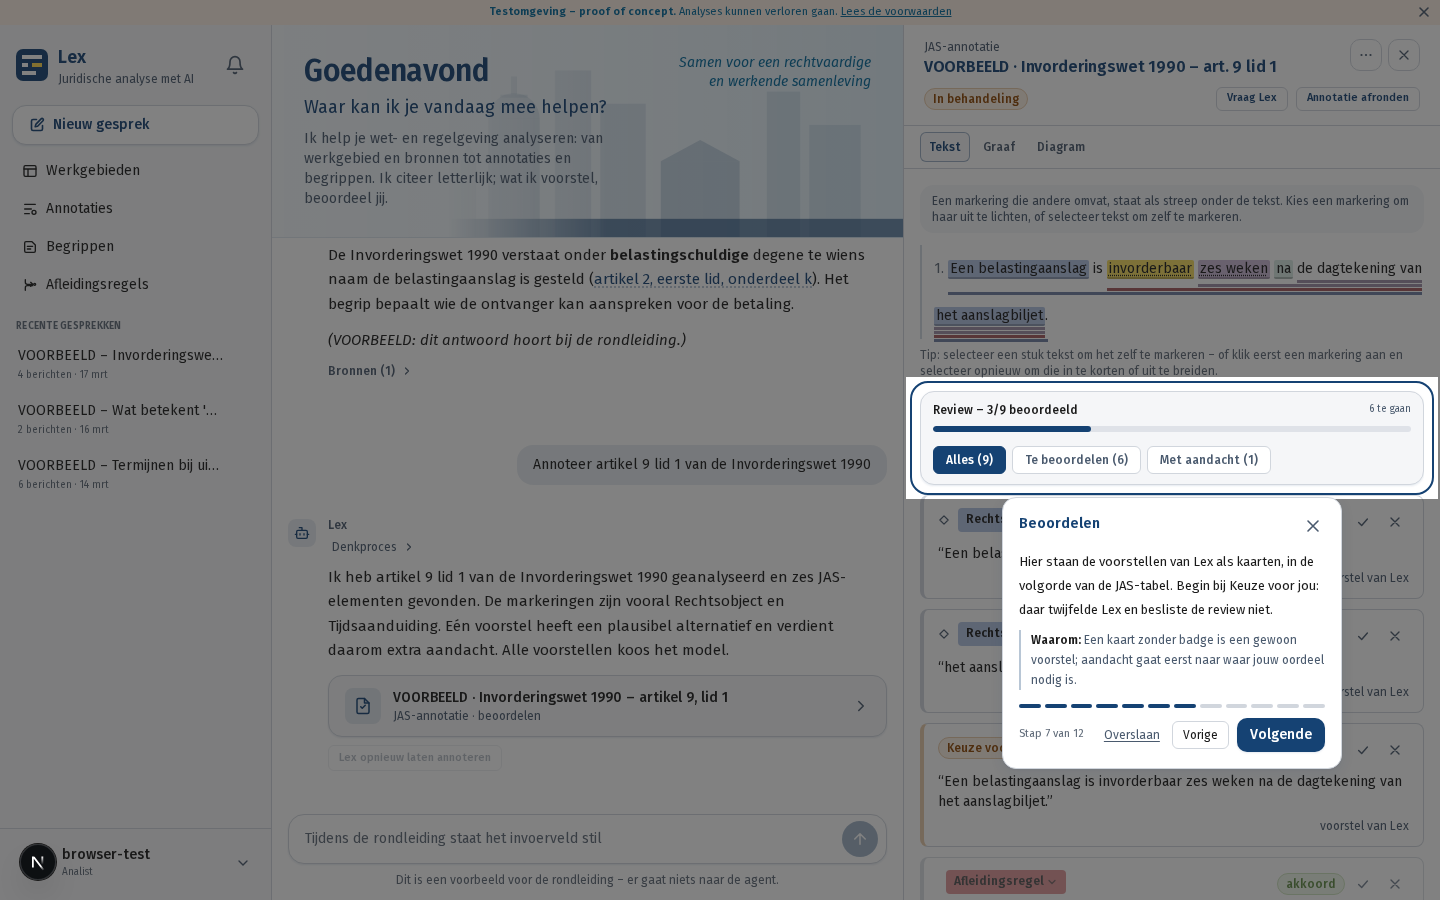 Testomgeving – proof of concept. Analyses kunnen verloren gaan. Lees de voorwaarden
Lex
Juridische analyse met AI
Nieuw gesprek
Werkgebieden
Annotaties
Begrippen
Afleidingsregels
RECENTE GESPREKKEN
VOORBEELD – Invorderingswe…
4 berichten · 17 mrt
VOORBEELD – Wat betekent '…
2 berichten · 16 mrt
VOORBEELD – Termijnen bij ui…
6 berichten · 14 mrt
N
browser-test
Analist
Goedenavond
Waar kan ik je vandaag mee helpen?
Ik help je wet- en regelgeving analyseren: van
werkgebied en bronnen tot annotaties en
begrippen. Ik citeer letterlijk; wat ik voorstel,
beoordeel jij.
Samen voor een rechtvaardige
en werkende samenleving
De Invorderingswet 1990 verstaat onder belastingschuldige degene te wiens
naam de belastingaanslag is gesteld (artikel 2, eerste lid, onderdeel k). Het
begrip bepaalt wie de ontvanger kan aanspreken voor de betaling.
(VOORBEELD: dit antwoord hoort bij de rondleiding.)
Bronnen (1)
Annoteer artikel 9 lid 1 van de Invorderingswet 1990
Lex
Denkproces
Ik heb artikel 9 lid 1 van de Invorderingswet 1990 geanalyseerd en zes JAS-
elementen gevonden. De markeringen zijn vooral Rechtsobject en
Tijdsaanduiding. Eén voorstel heeft een plausibel alternatief en verdient
daarom extra aandacht. Alle voorstellen koos het model.
VOORBEELD · Invorderingswet 1990 – artikel 9, lid 1
JAS-annotatie · beoordelen
Lex opnieuw laten annoteren
Tijdens de rondleiding staat het invoerveld stil
Dit is een voorbeeld voor de rondleiding – er gaat niets naar de agent.
JAS-annotatie
VOORBEELD · Invorderingswet 1990 – art. 9 lid 1
In behandeling
Vraag Lex
Annotatie afronden
Tekst
Graaf
Diagram
Een markering die andere omvat, staat als streep onder de tekst. Kies een markering om
haar uit te lichten, of selecteer tekst om zelf te markeren.
1. Een belastingaanslag is invorderbaar zes weken na de dagtekening van
het aanslagbiljet.
Tip: selecteer een stuk tekst om het zelf te markeren – of klik eerst een markering aan en
selecteer opnieuw om die in te korten of uit te breiden.
Review – 3/9 beoordeeld
6 te gaan
Alles (9)
Te beoordelen (6)
Met aandacht (1)
Beoordelen
Hier staan de voorstellen van Lex als kaarten, in de
volgorde van de JAS-tabel. Begin bij Keuze voor jou:
daar twijfelde Lex en besliste de review niet.
Waarom: Een kaart zonder badge is een gewoon
voorstel; aandacht gaat eerst naar waar jouw oordeel
nodig is.
Stap 7 van 12
Overslaan
Vorige
Volgende
“Een belastingaanslag is invorderbaar zes weken na de dagtekening van
het aanslagbiljet.”
voorstel van Lex
Afleidingsregel
akkoord